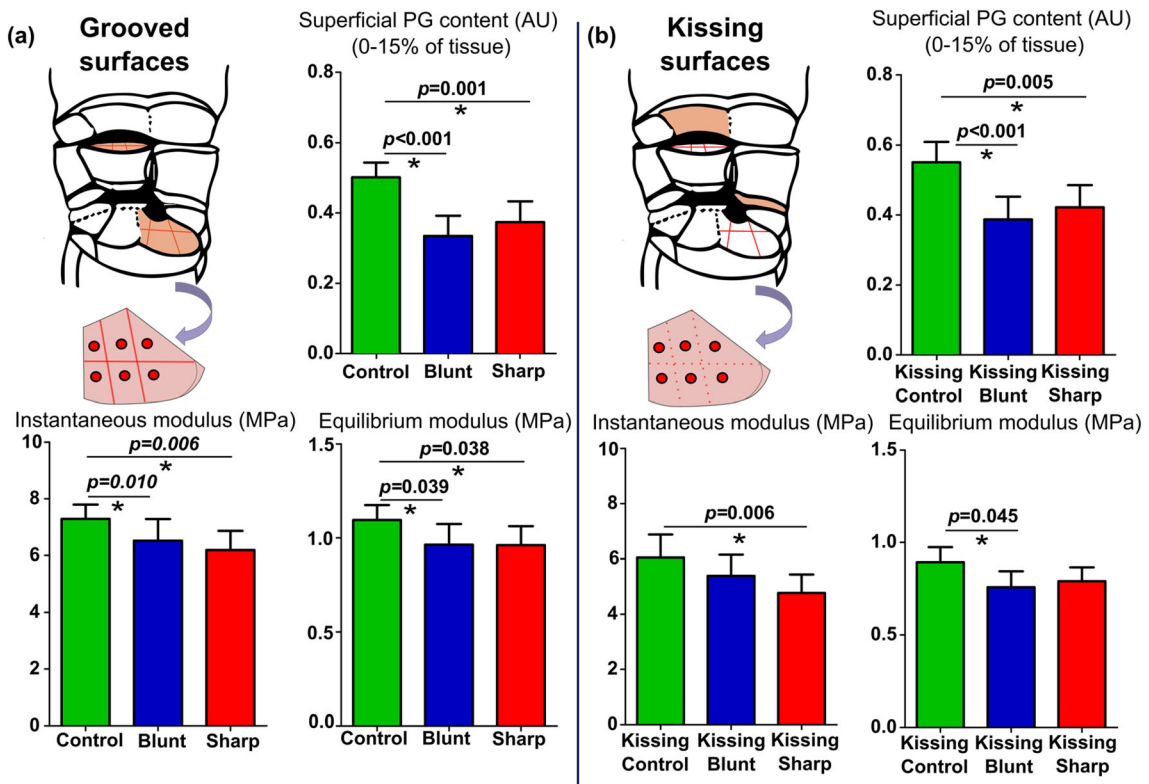 (a)
Grooved
surfaces
Superficial PG content (AU)
(0-15% of tissue)
0.8
0.6
0.4
0.2
0.0
p=0.001
*
p<0.001
*
Control Blunt Sharp
Instantaneous modulus (MPa)
10
8
6
4
2
0
p=0.006
*
p=0.010
*
Control Blunt Sharp
Equilibrium modulus (MPa)
1.5
1.0
0.5
0.0
p=0.038
*
p=0.039
*
Control Blunt Sharp
(b)
Kissing
surfaces
Superficial PG content (AU)
(0-15% of tissue)
0.8
0.6
0.4
0.2
0.0
p=0.005
*
p<0.001
*
Kissing Kissing Kissing
Control Blunt Sharp
Instantaneous modulus (MPa)
10
8
6
4
2
0
p=0.006
*
Kissing Kissing Kissing
Control Blunt Sharp
Equilibrium modulus (MPa)
1.5
1.0
0.5
0.0
p=0.045
*
Kissing Kissing Kissing
Control Blunt Sharp